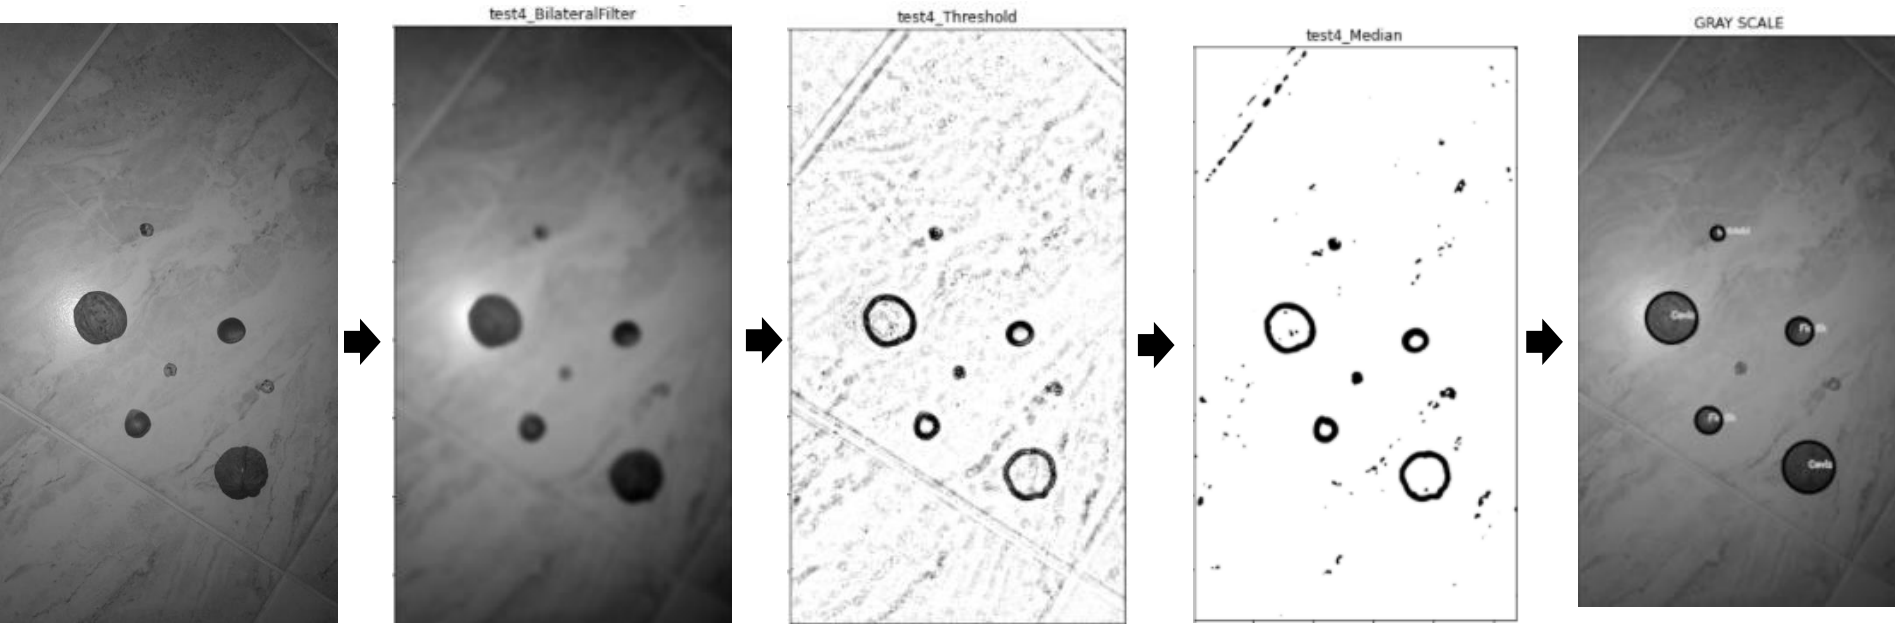 test4_BilateralFilter
test4_Threshold
test4_Median
GRAY SCALE
Ceviz
Ceviz